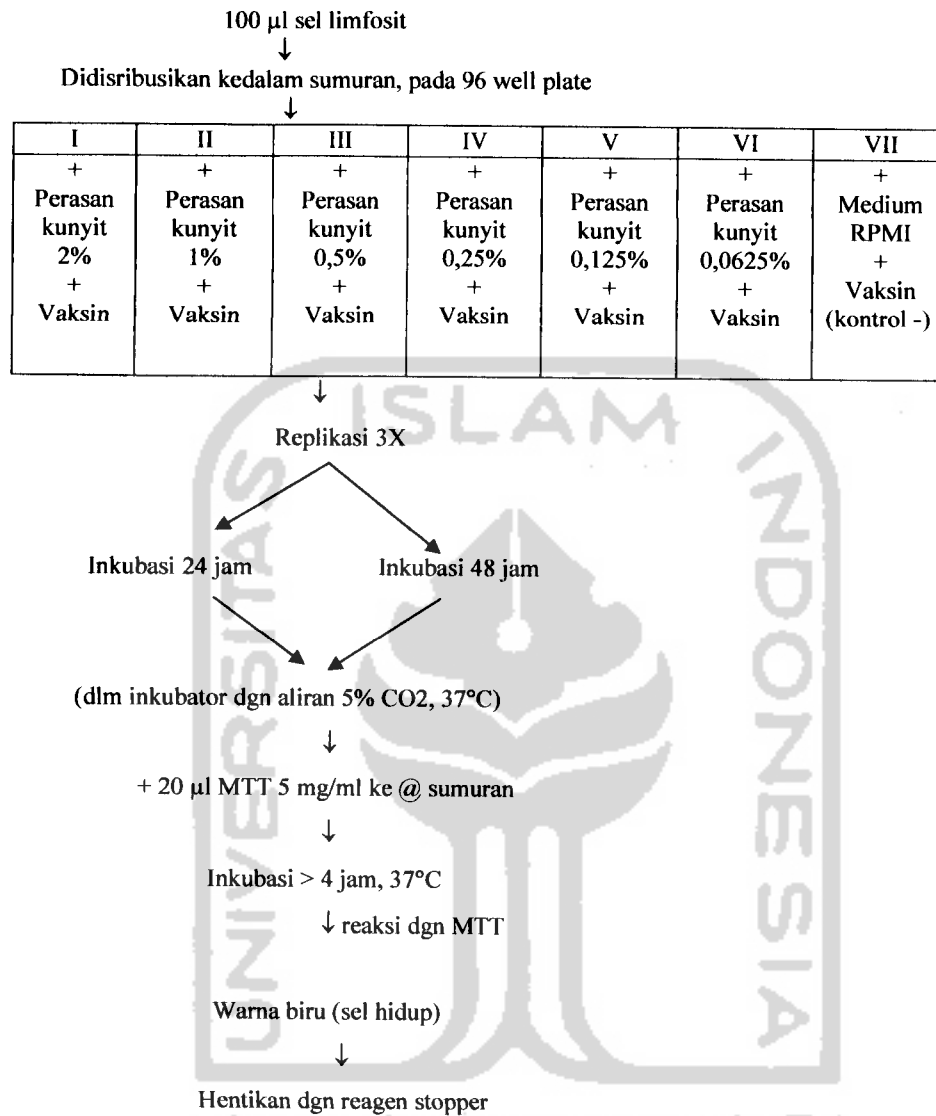 100 µl sel limfosit
↓
Didisribusikan kedalam sumuran, pada 96 well plate
↓
I II III IV V VI VII
+ + + + + + +
Perasan Perasan Perasan Perasan Perasan Perasan Medium
kunyit kunyit kunyit kunyit kunyit kunyit RPMI
2% 1% 0,5% 0,25% 0,125% 0,0625% +
+ + + + + + Vaksin
Vaksin Vaksin Vaksin Vaksin Vaksin Vaksin (kontrol -)
↓
Replikasi 3X
Inkubasi 24 jam Inkubasi 48 jam
(dlm inkubator dgn aliran 5% CO2, 37°C)
↓
+ 20 µl MTT 5 mg/ml ke @ sumuran
↓
Inkubasi > 4 jam, 37°C
↓ reaksi dgn MTT
Warna biru (sel hidup)
↓
Hentikan dgn reagen stopper
UNIVERSITAS
ISLAM
INDONESIA